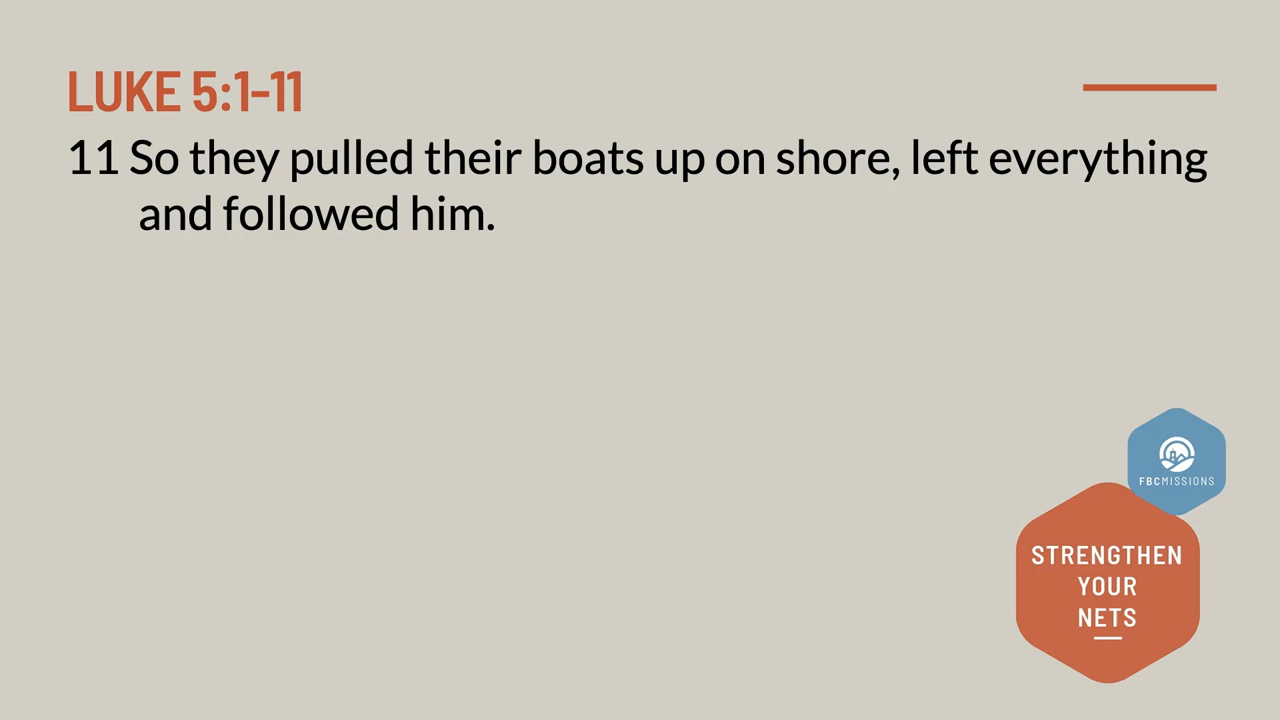 LUKE 5:1-11
11 So they pulled their boats up on shore, left everything
and followed him.
FBCMISSIONS
STRENGTHEN
YOUR
NETS